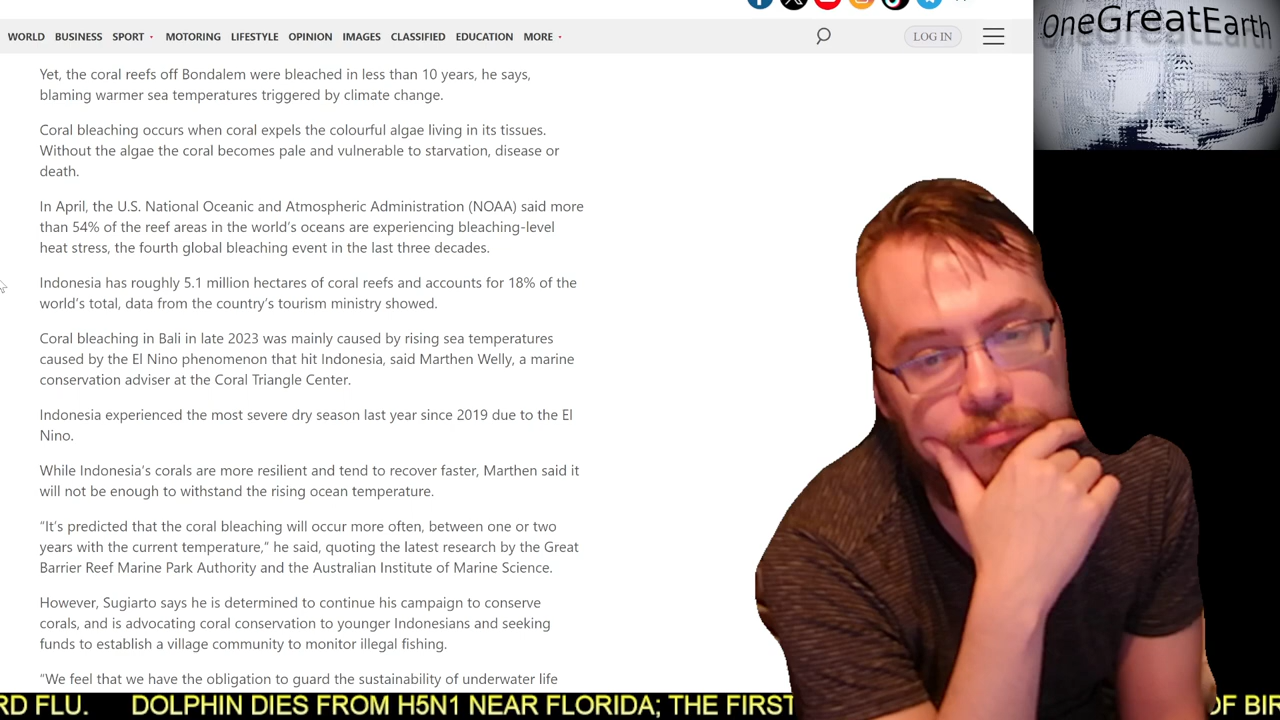 OneGreatEarth
WORLD BUSINESS SPORT MOTORING LIFESTYLE OPINION IMAGES CLASSIFIED EDUCATION MORE LOG IN
Yet, the coral reefs off Bondalem were bleached in less than 10 years, he says,
blaming warmer sea temperatures triggered by climate change.
Coral bleaching occurs when coral expels the colourful algae living in its tissues.
Without the algae the coral becomes pale and vulnerable to starvation, disease or
death.
In April, the U.S. National Oceanic and Atmospheric Administration (NOAA) said more
than 54% of the reef areas in the world’s oceans are experiencing bleaching-level
heat stress, the fourth global bleaching event in the last three decades.
Indonesia has roughly 5.1 million hectares of coral reefs and accounts for 18% of the
world’s total, data from the country’s tourism ministry showed.
Coral bleaching in Bali in late 2023 was mainly caused by rising sea temperatures
caused by the El Nino phenomenon that hit Indonesia, said Marthen Welly, a marine
conservation adviser at the Coral Triangle Center.
Indonesia experienced the most severe dry season last year since 2019 due to the El
Nino.
While Indonesia’s corals are more resilient and tend to recover faster, Marthen said it
will not be enough to withstand the rising ocean temperature.
“It’s predicted that the coral bleaching will occur more often, between one or two
years with the current temperature,” he said, quoting the latest research by the Great
Barrier Reef Marine Park Authority and the Australian Institute of Marine Science.
However, Sugiarto says he is determined to continue his campaign to conserve
corals, and is advocating coral conservation to younger Indonesians and seeking
funds to establish a village community to monitor illegal fishing.
“We feel that we have the obligation to guard the sustainability of underwater life
RD FLU. DOLPHIN DIES FROM H5N1 NEAR FLORIDA; THE FIRST OF BIR